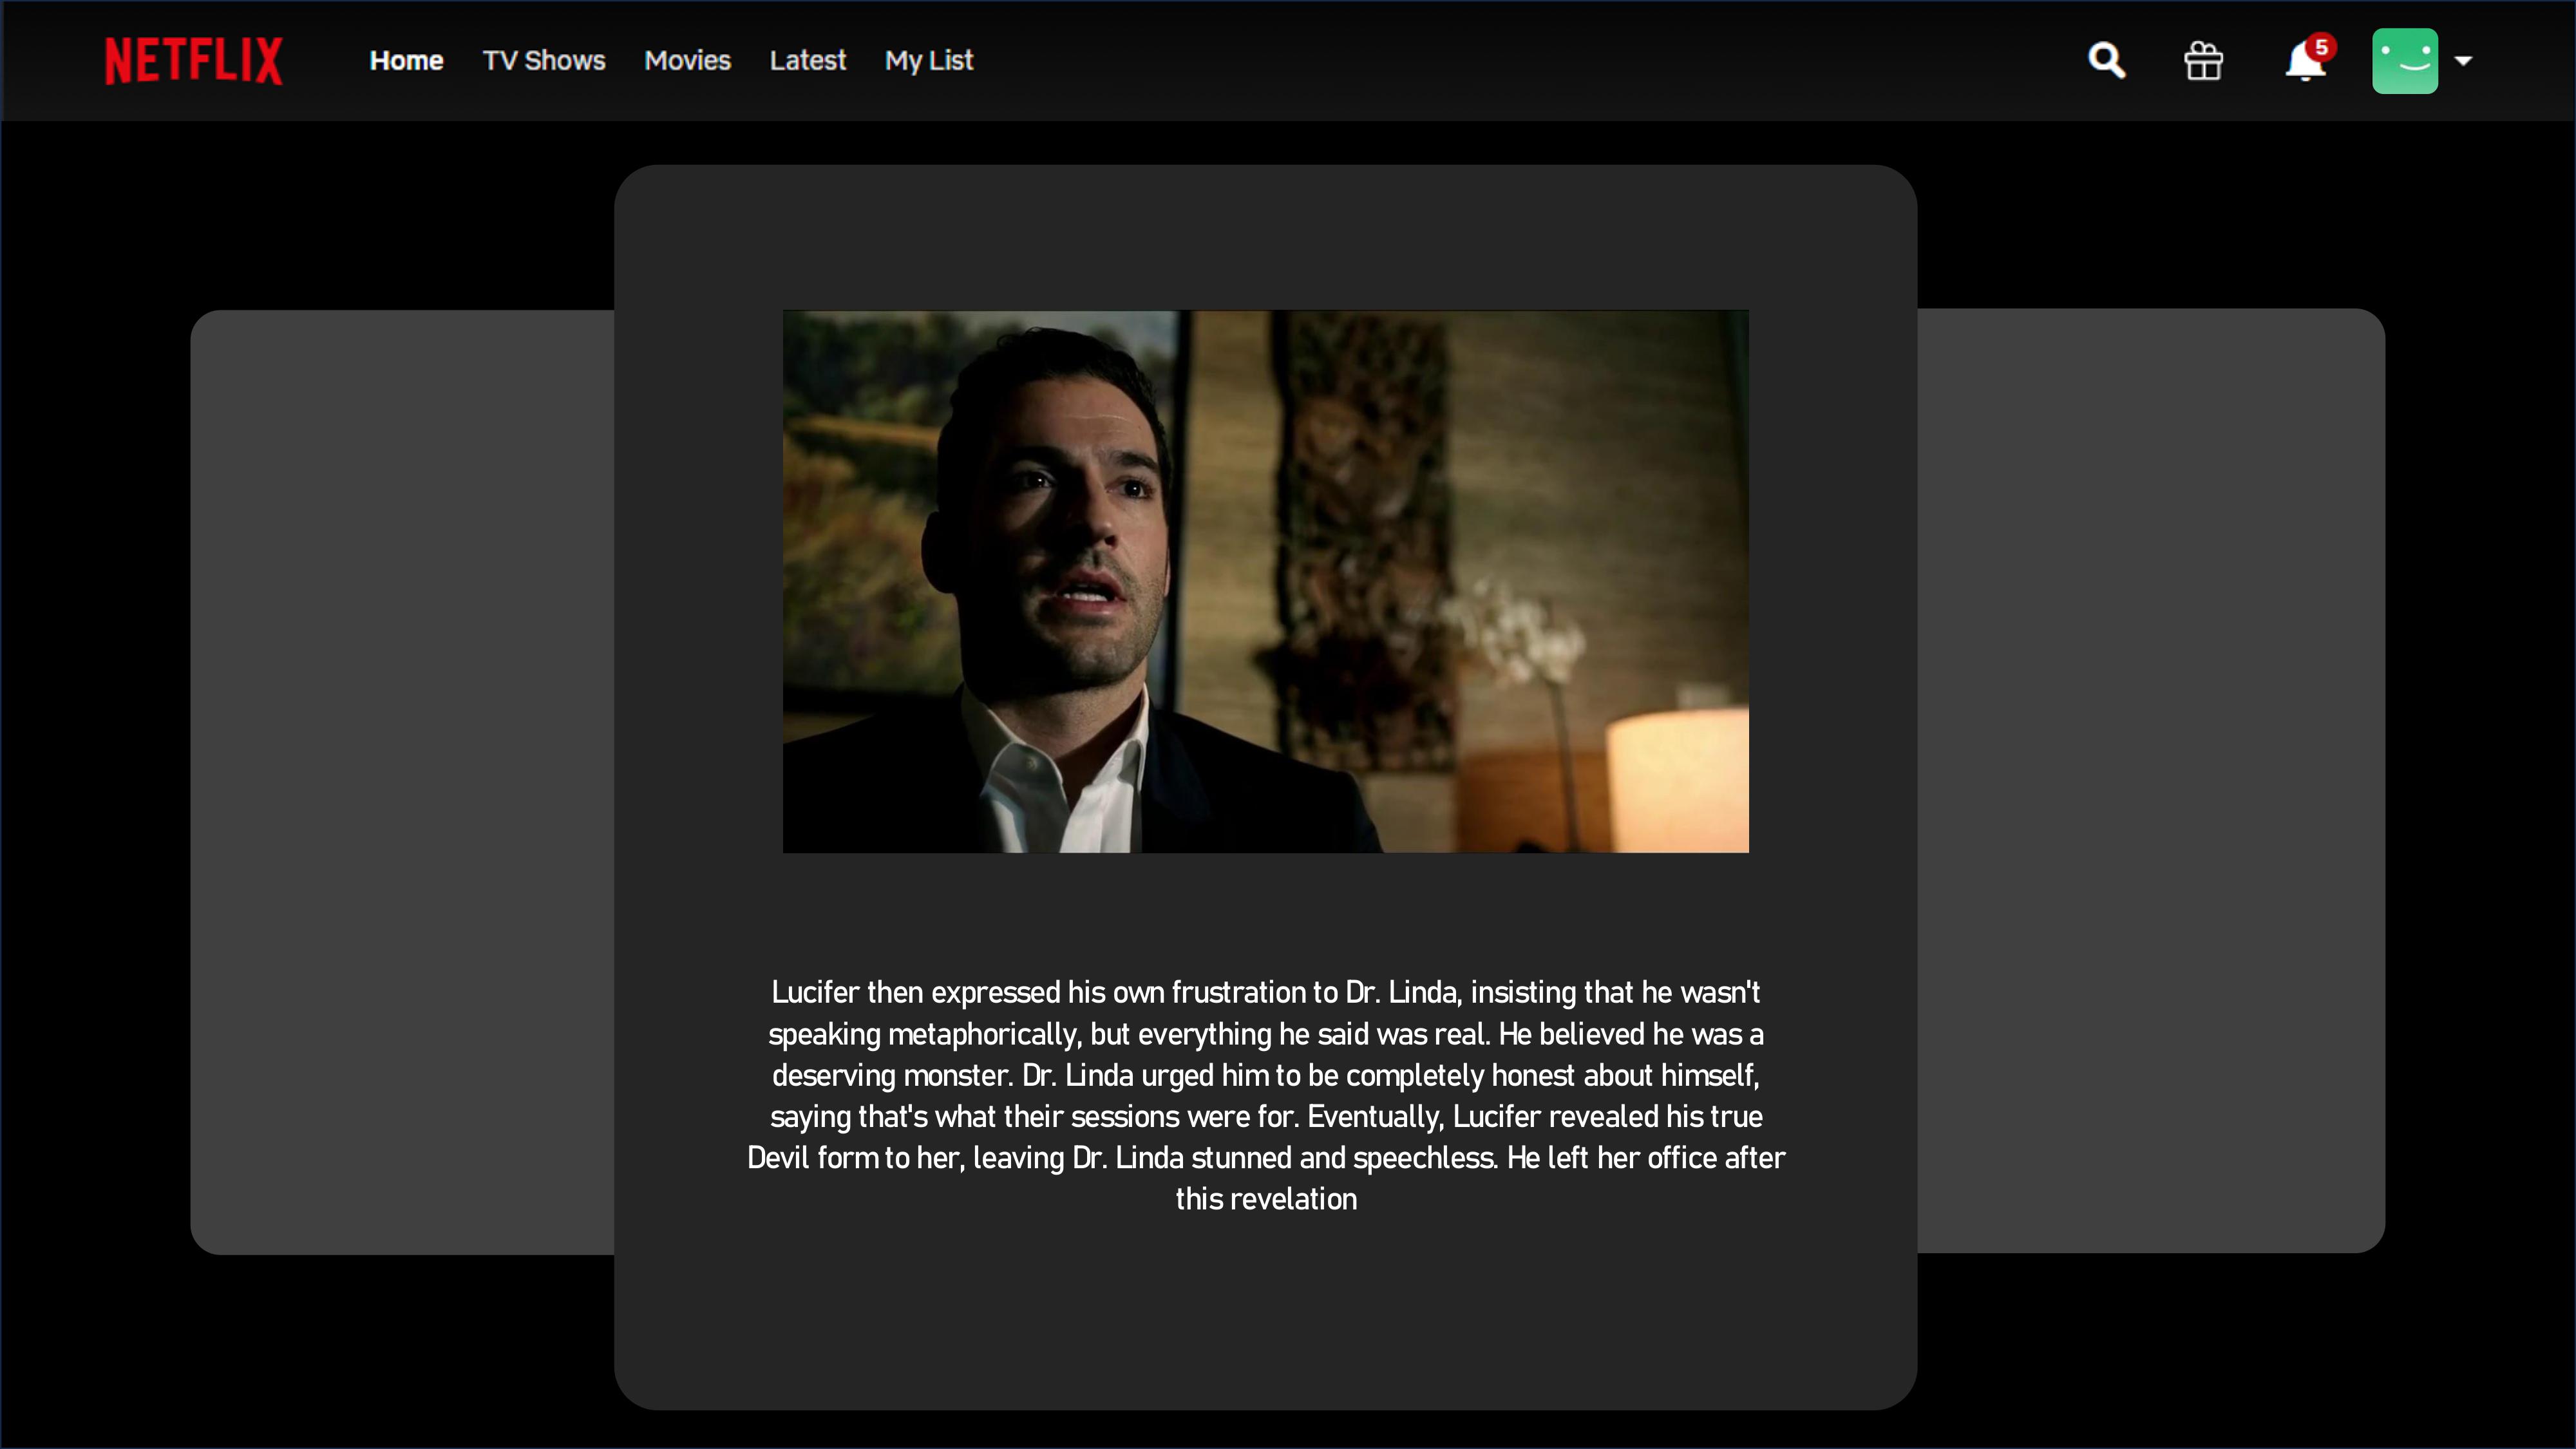 NETFLIX Home TV Shows Movies Latest My List 5
Lucifer then expressed his own frustration to Dr. Linda, insisting that he wasn't
speaking metaphorically, but everything he said was real. He believed he was a
deserving monster. Dr. Linda urged him to be completely honest about himself,
saying that's what their sessions were for. Eventually, Lucifer revealed his true
Devil form to her, leaving Dr. Linda stunned and speechless. He left her office after
this revelation